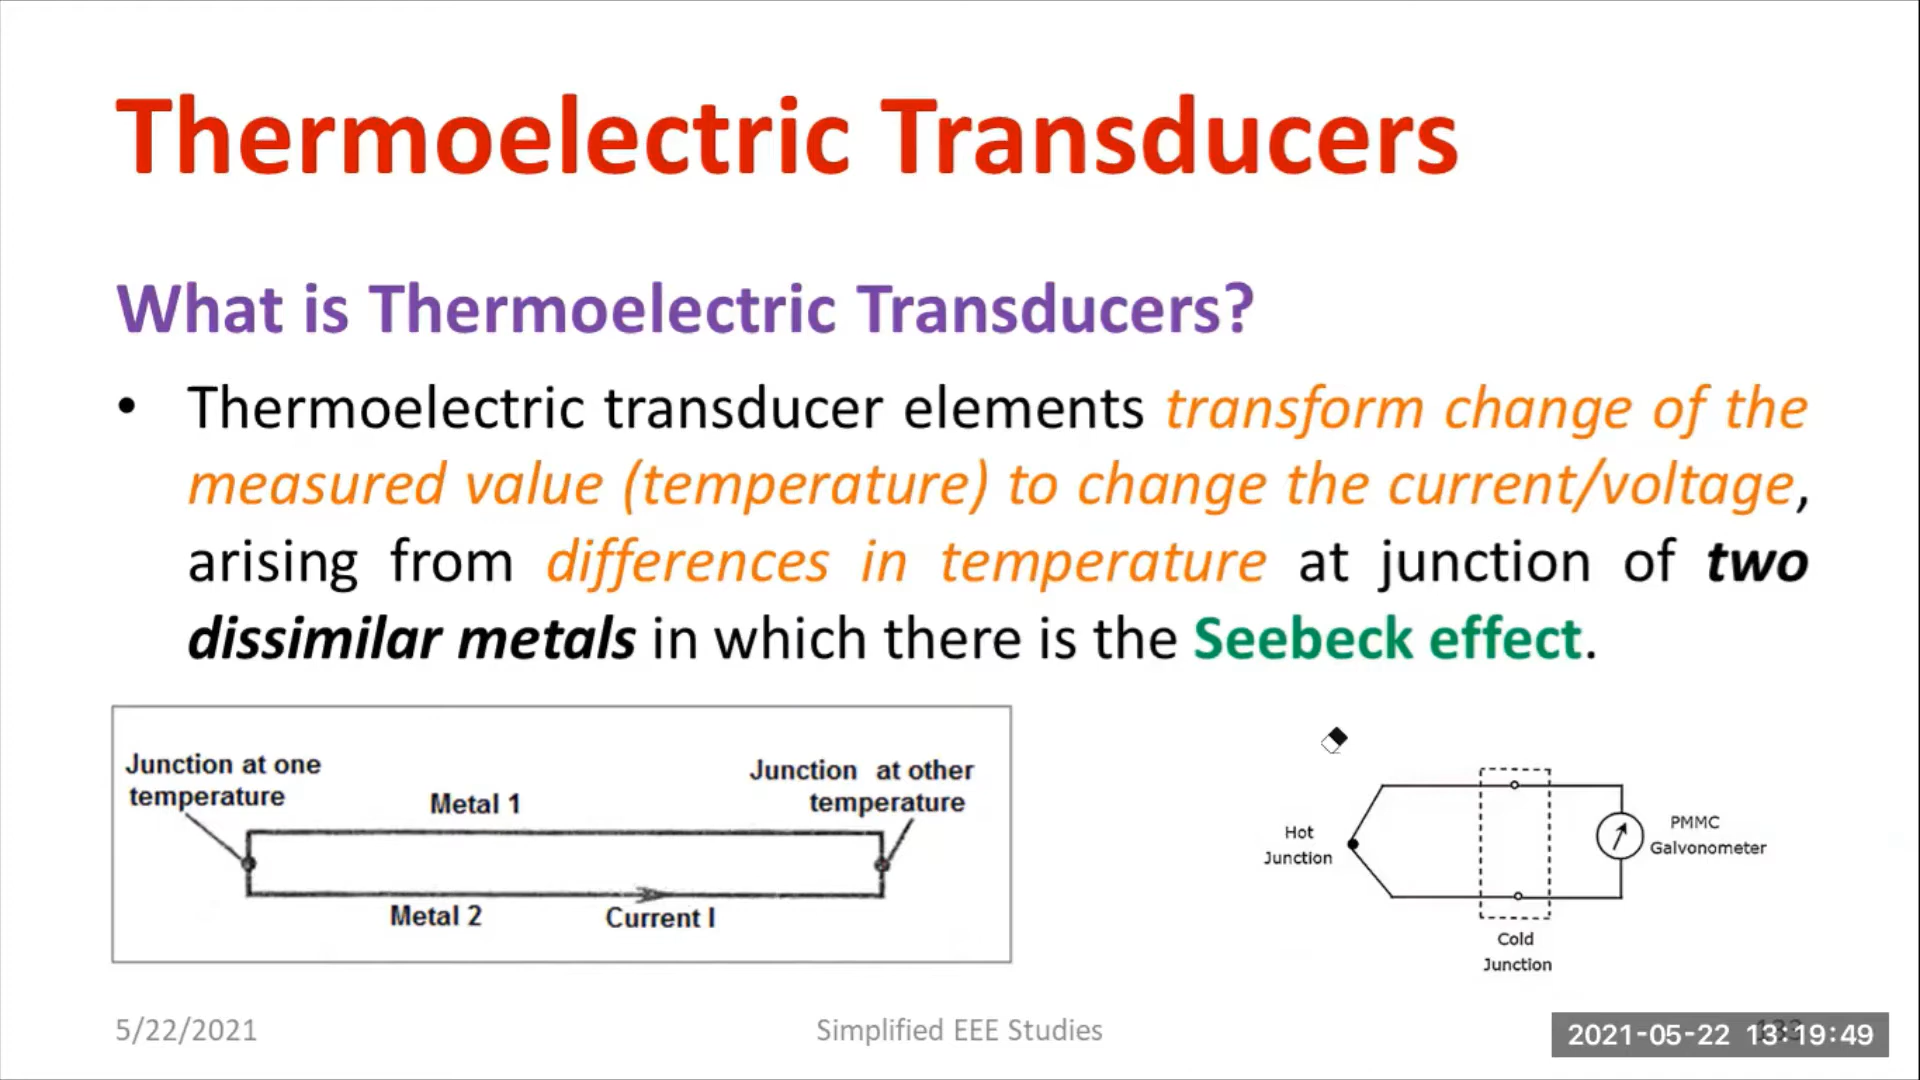 Thermoelectric Transducers
What is Thermoelectric Transducers?
• Thermoelectric transducer elements transform change of the
measured value (temperature) to change the current/voltage,
arising from differences in temperature at junction of two
dissimilar metals in which there is the Seebeck effect.
Junction at one
temperature
Metal 1
Junction at other
temperature
Metal 2
Current I
Hot
Junction
PMMC
Galvonometer
Cold
Junction
5/22/2021
Simplified EEE Studies
2021-05-22 13:19:49